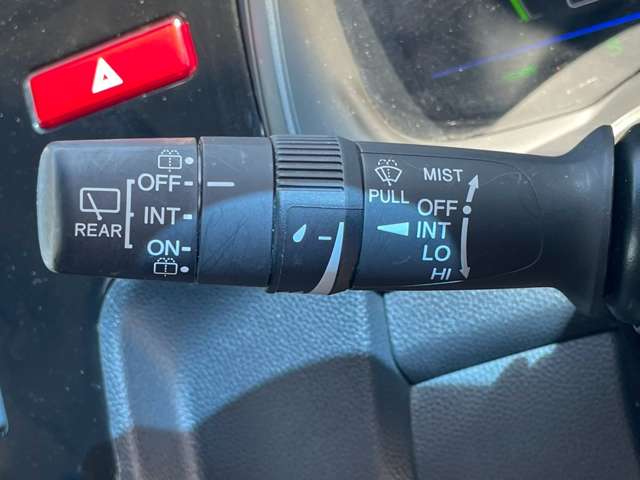 OFF
INT
ON
REAR
PULL
MIST
OFF
INT
LO
HI